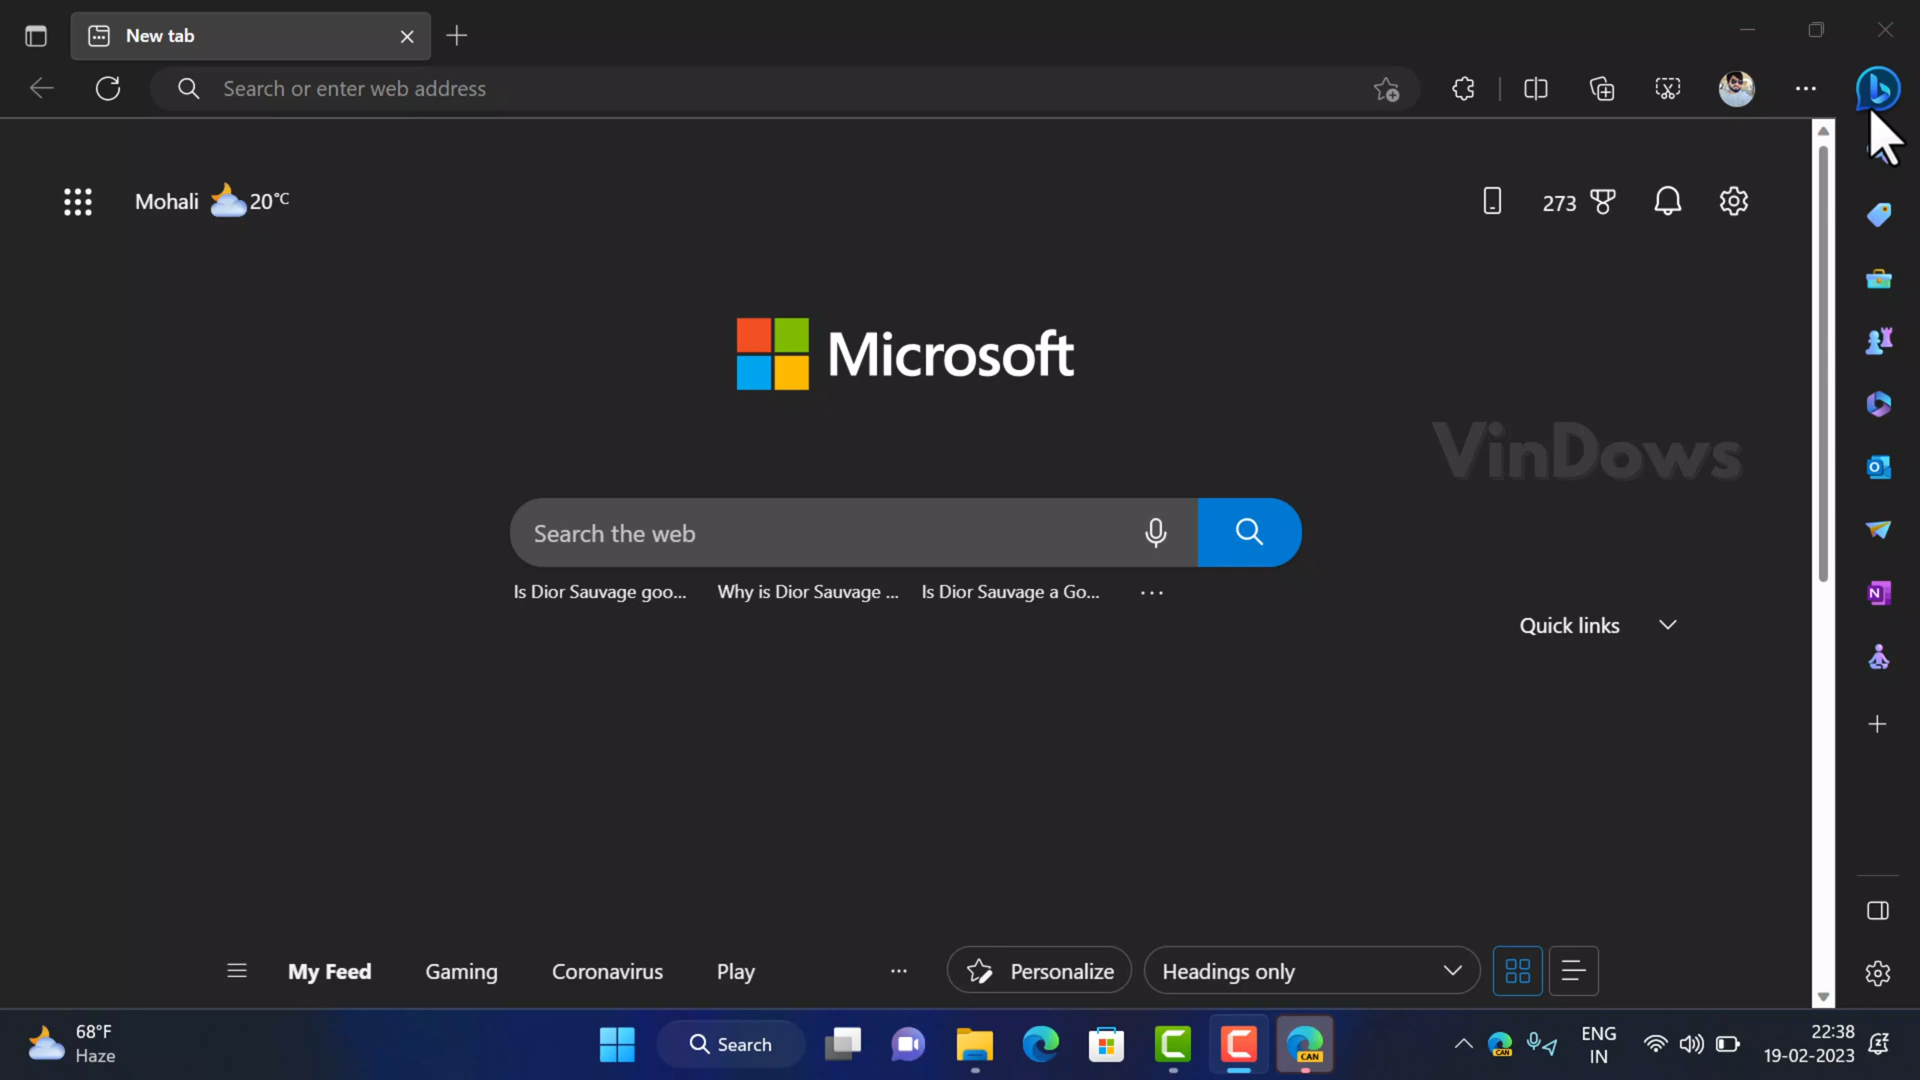 New tab
Search or enter web address
Mohali 20°C
273
Microsoft
VinDows
Search the web
Is Dior Sauvage goo... Why is Dior Sauvage ... Is Dior Sauvage a Go... ...
Quick links
My Feed Gaming Coronavirus Play ... Personalize Headings only
68°F
Haze
Search
CAN
CAN
ENG
IN
22:38
19-02-2023